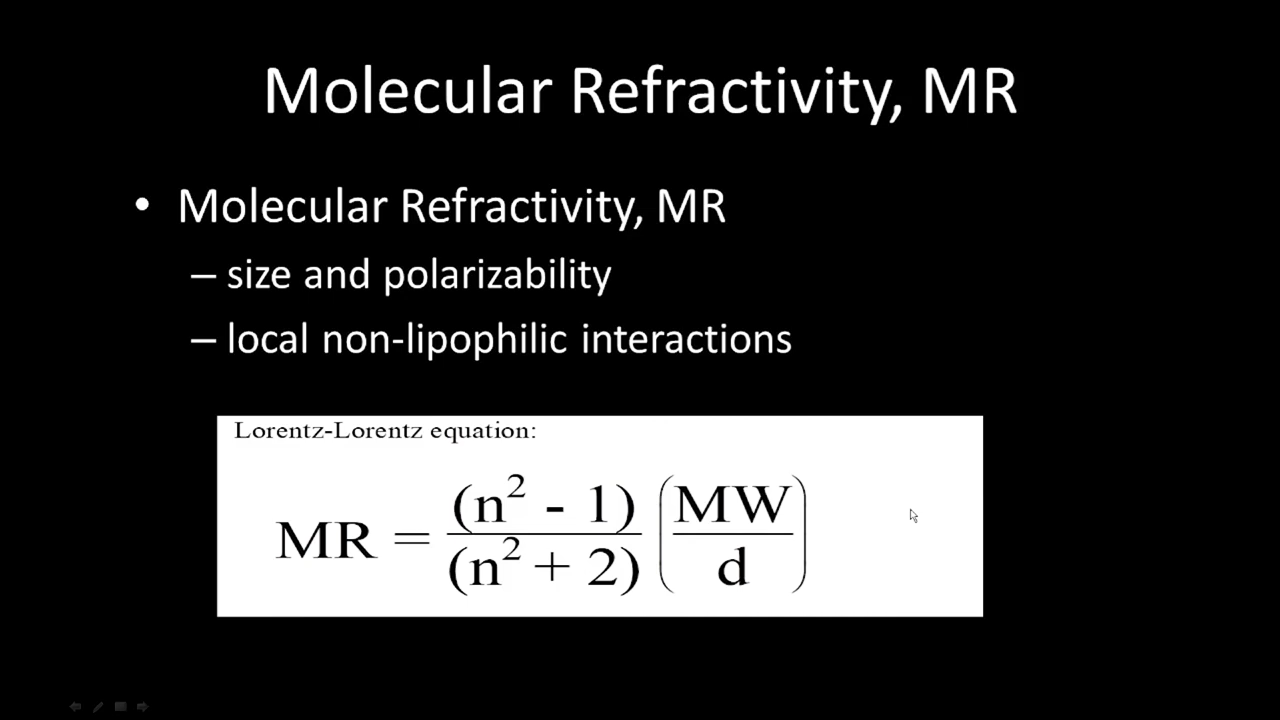 Molecular Refractivity, MR
• Molecular Refractivity, MR
– size and polarizability
– local non-lipophilic interactions
Lorentz-Lorentz equation:
MR = (n² - 1) / (n² + 2) (MW / d)